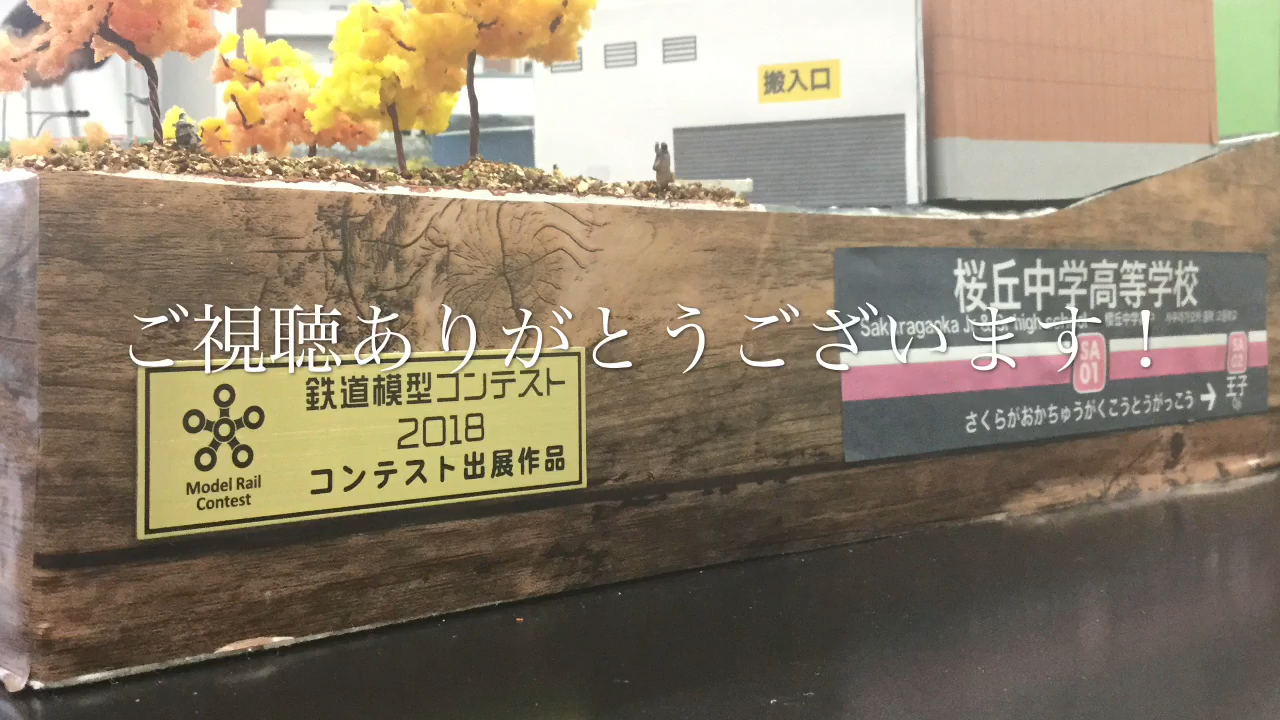 搬入口
桜丘中学高等学校
ご視聴ありがとうございます！
SA
01
SA
02
さくらがおかちゅうがくこうとうがっこう
王子
鉄道模型コンテスト
2018
コンテスト出展作品
Model Rail
Contest